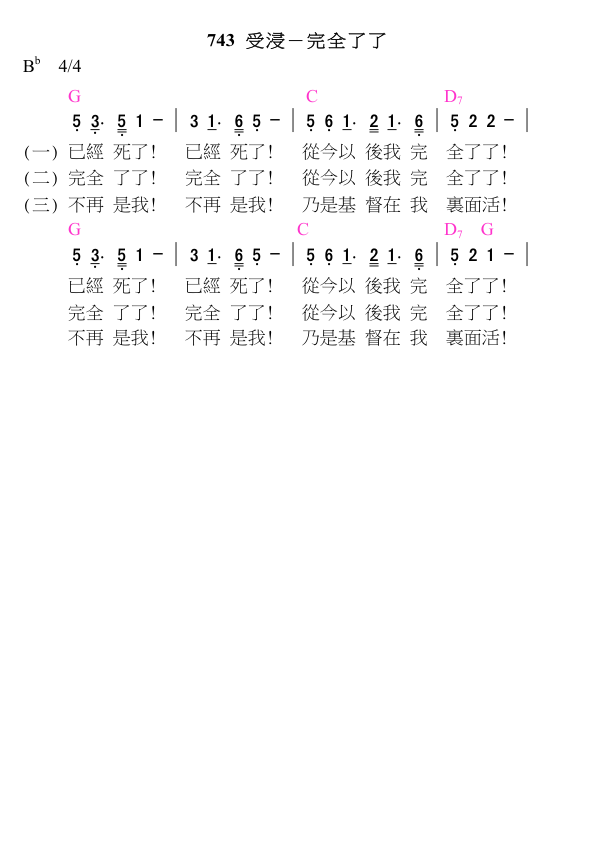 743 受浸－完全了了
B♭ 4/4
G C D7
5 3· 5 1 - | 3 1· 6 5 - | 5 6 1· 2 1· 6 | 5 2 2 - |
(一) 已經 死了! 已經 死了! 從今以 後我 完 全了了!
(二) 完全 了了! 完全 了了! 從今以 後我 完 全了了!
(三) 不再 是我! 不再 是我! 乃是基 督在 我 裏面活!
G C D7 G
5 3· 5 1 - | 3 1· 6 5 - | 5 6 1· 2 1· 6 | 5 2 1 - |
已經 死了! 已經 死了! 從今以 後我 完 全了了!
完全 了了! 完全 了了! 從今以 後我 完 全了了!
不再 是我! 不再 是我! 乃是基 督在 我 裏面活!